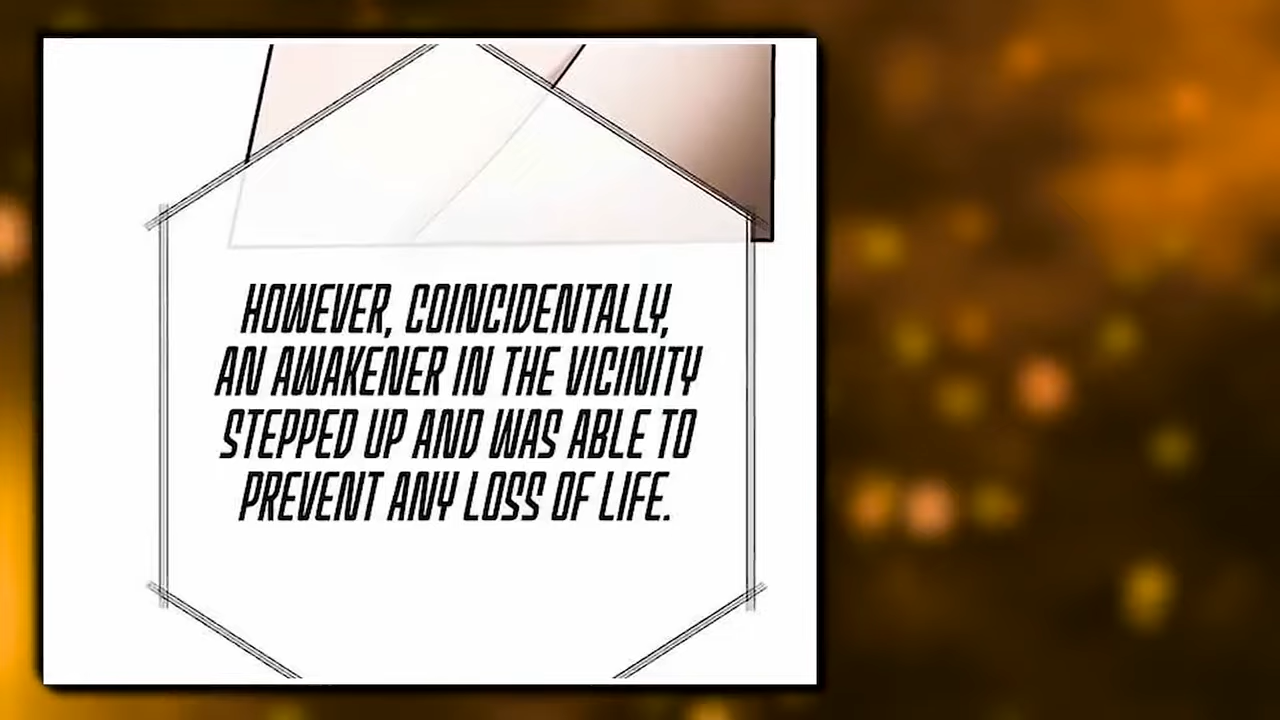 HOWEVER, COINCIDENTALLY,
AN AWAKENER IN THE VICINITY
STEPPED UP AND WAS ABLE TO
PREVENT ANY LOSS OF LIFE.